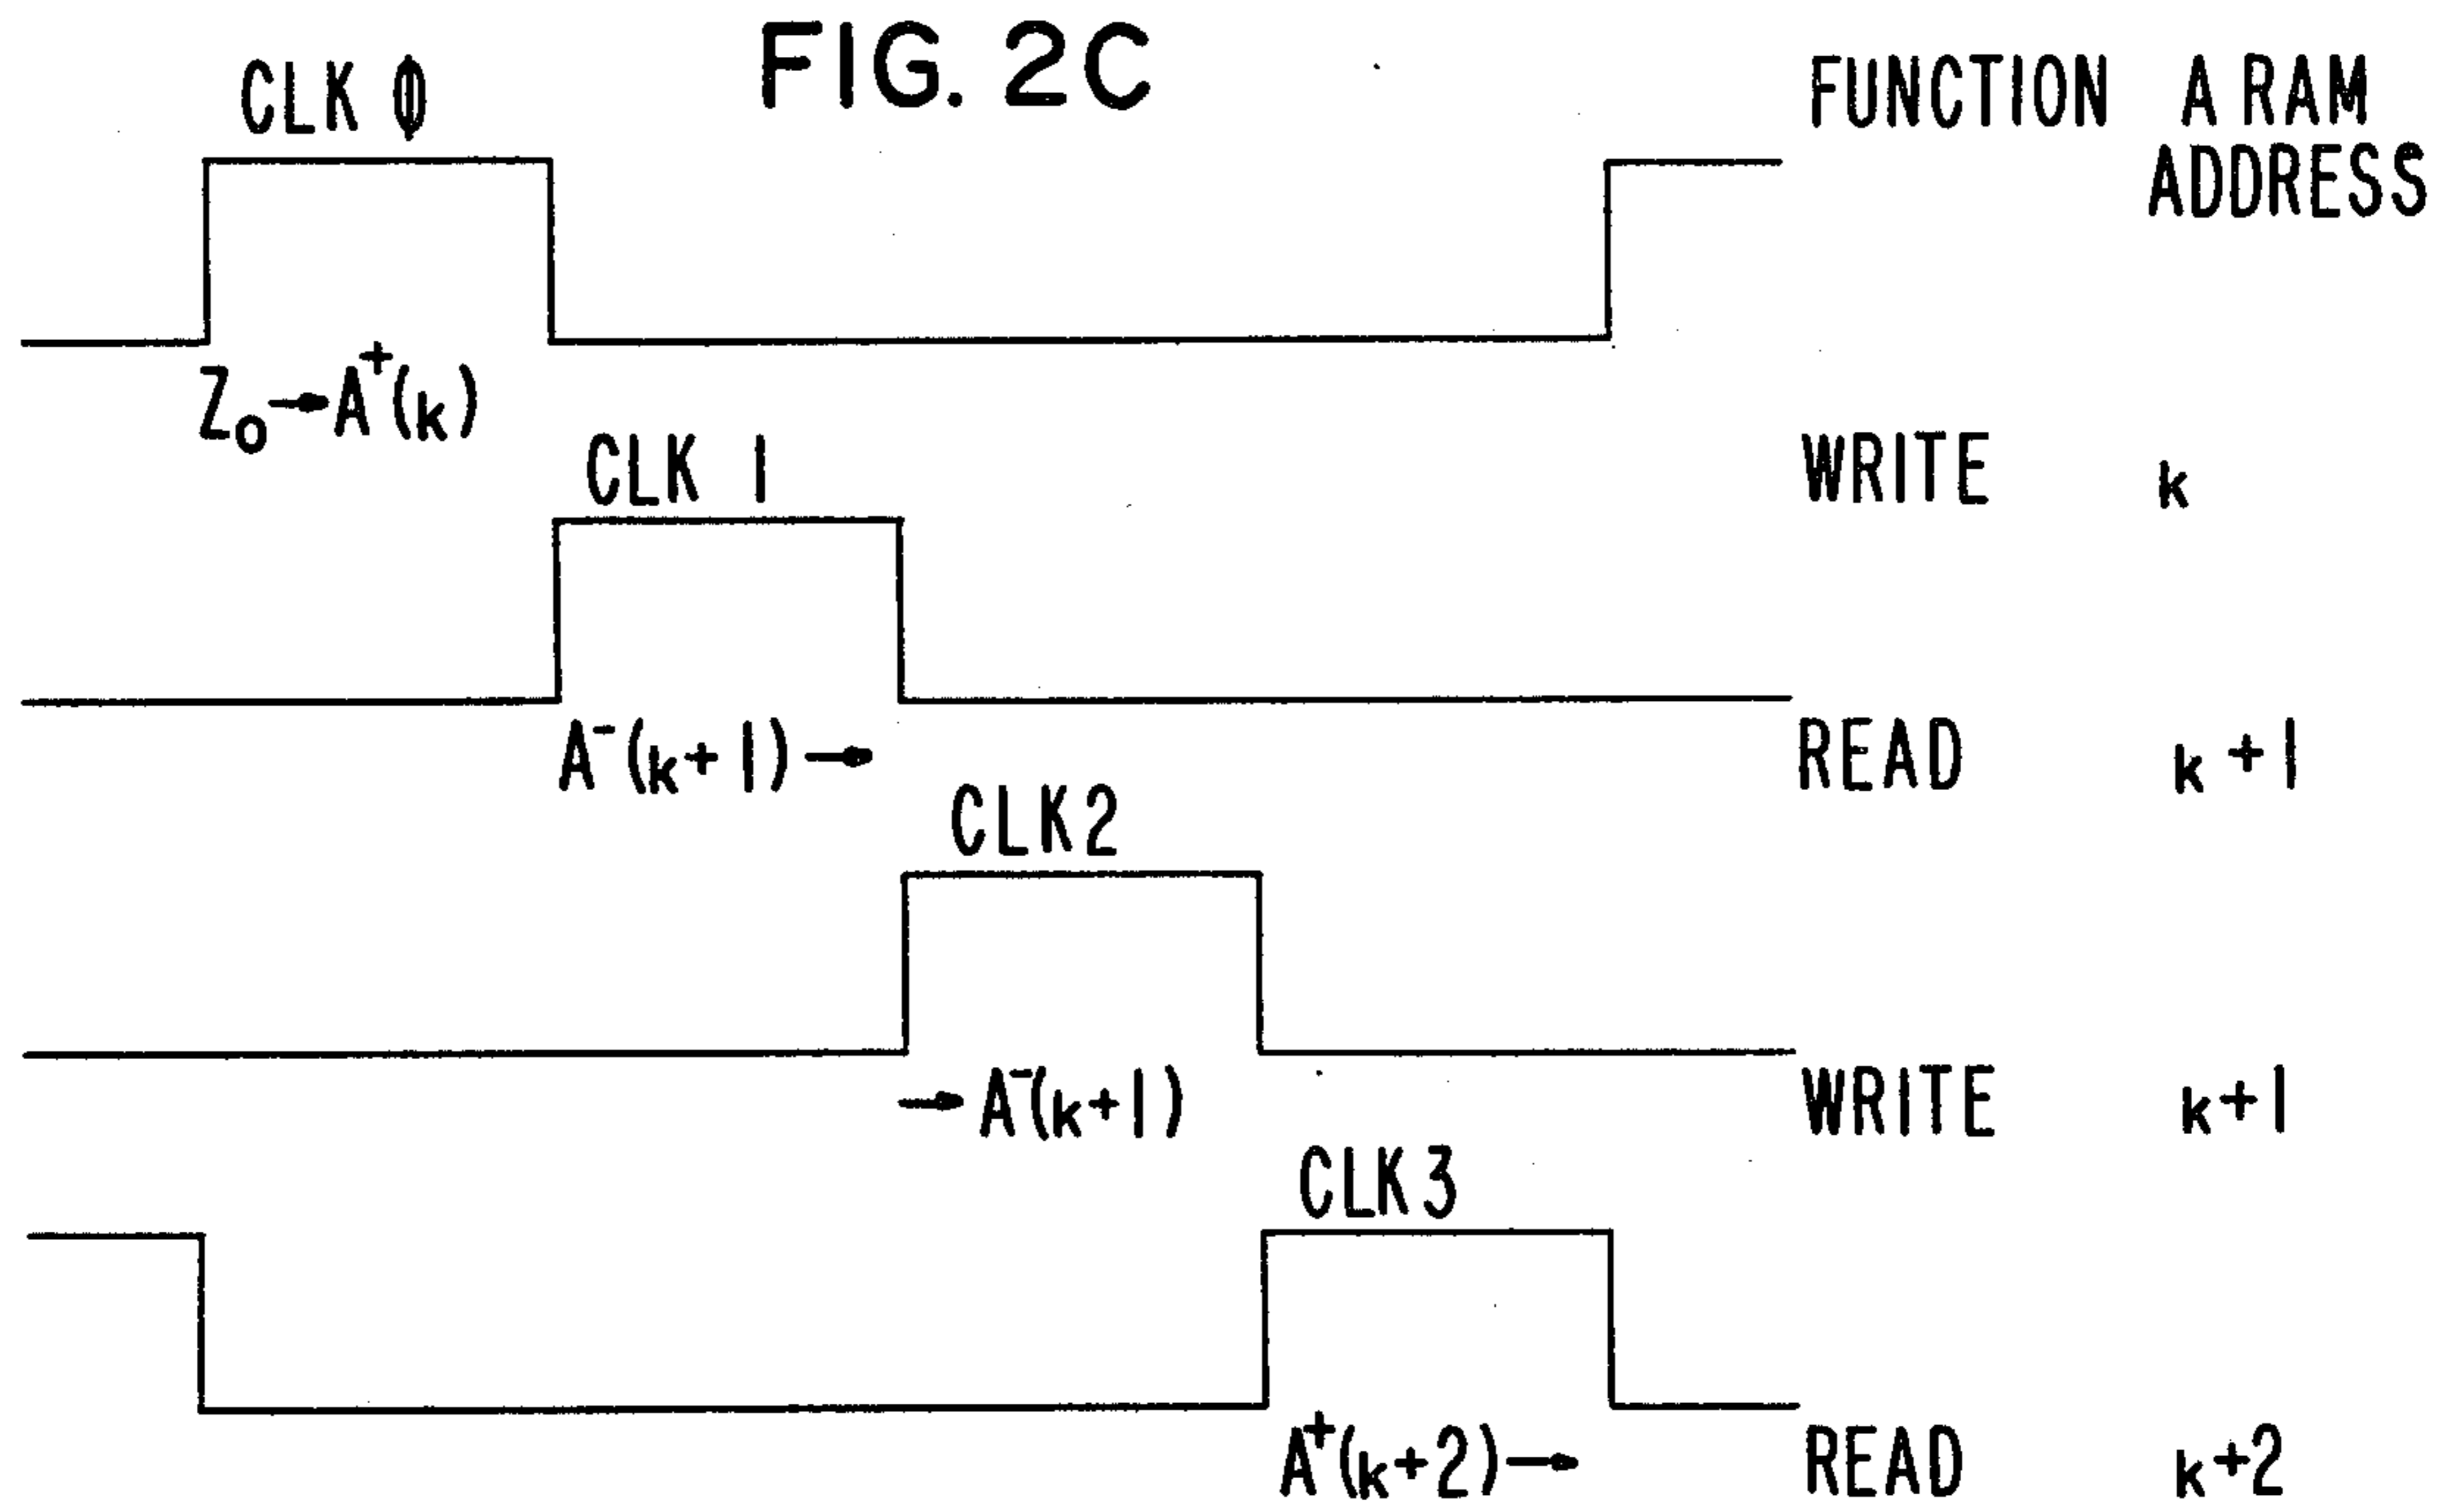 FIG. 2C
CLK 0 FUNCTION A RAM
ADDRESS
Z₀→A⁺(k)
CLK 1 WRITE k
A⁻(k+1)→ READ k+1
CLK2
→A⁻(k+1) WRITE k+1
CLK3
A⁺(k+2)→ READ k+2